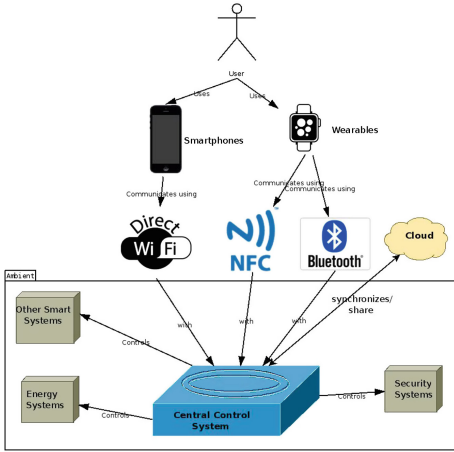 User
Uses
Uses
Smartphones
Wearables
Communicates using
Communicates using
Communicates using
Direct
Wi Fi
NFC
™
Bluetooth®
Cloud
Ambient
synchronizes/
share
Other Smart
Systems
with
with
with
Controls
Energy
Systems
Controls
Central Control
System
Controls
Security
Systems